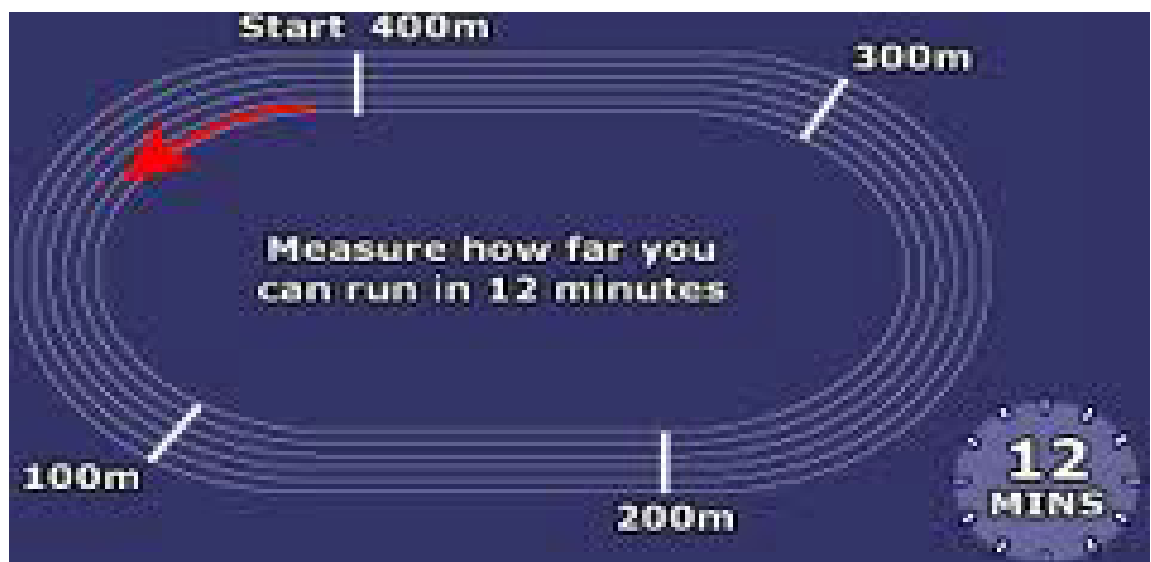 Start 400m
300m
Measure how far you
can run in 12 minutes
100m
200m
12
MINS